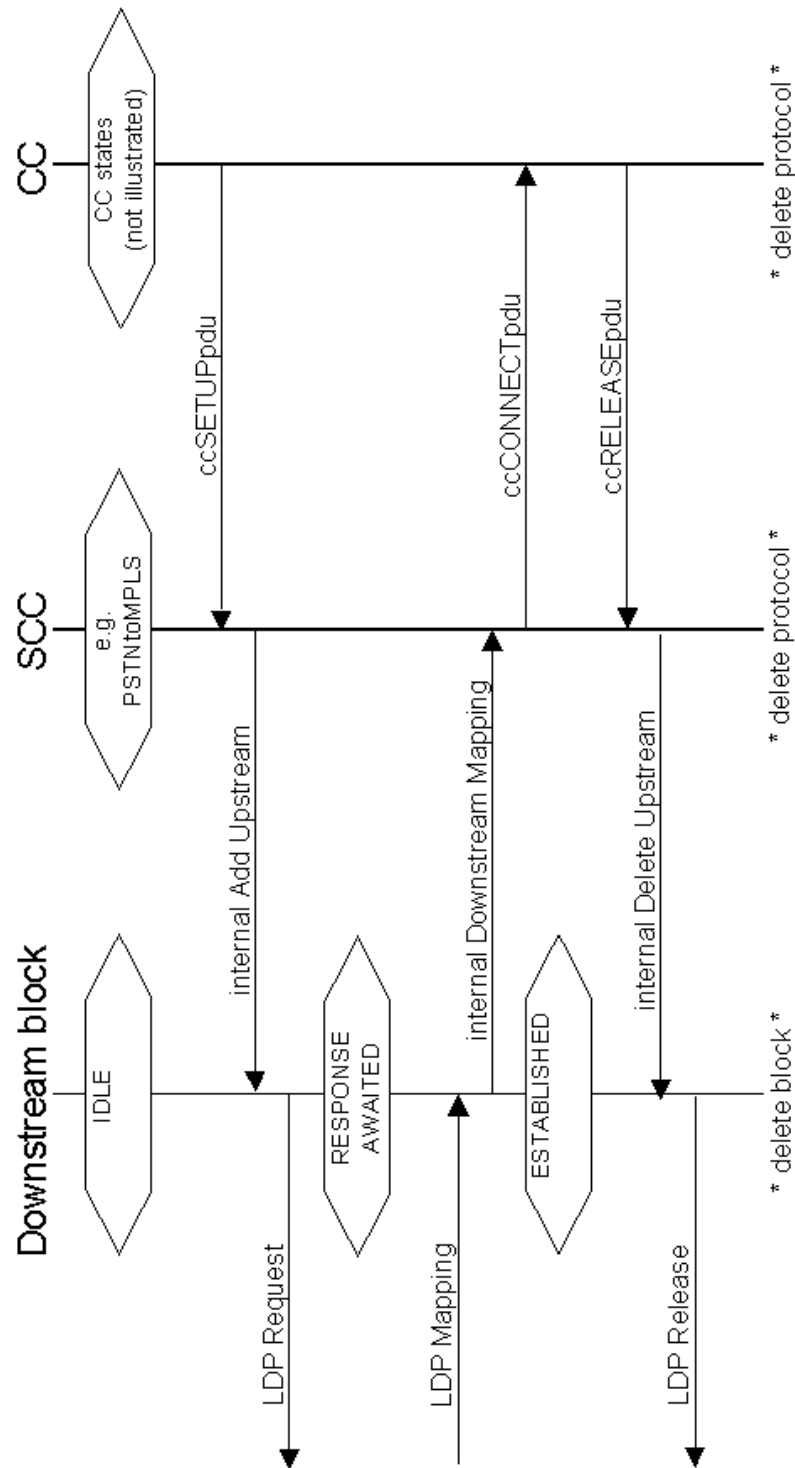 Downstream block
SCC
CC
IDLE
e.g.
PSTNtoMPLS
CC states
(not illustrated)
ccSETUPpdu
internal Add Upstream
LDP Request
RESPONSE
AWAITED
LDP Mapping
internal Downstream Mapping
ccCONNECTpdu
ESTABLISHED
ccRELEASEpdu
internal Delete Upstream
LDP Release
* delete block *
* delete protocol *
* delete protocol *